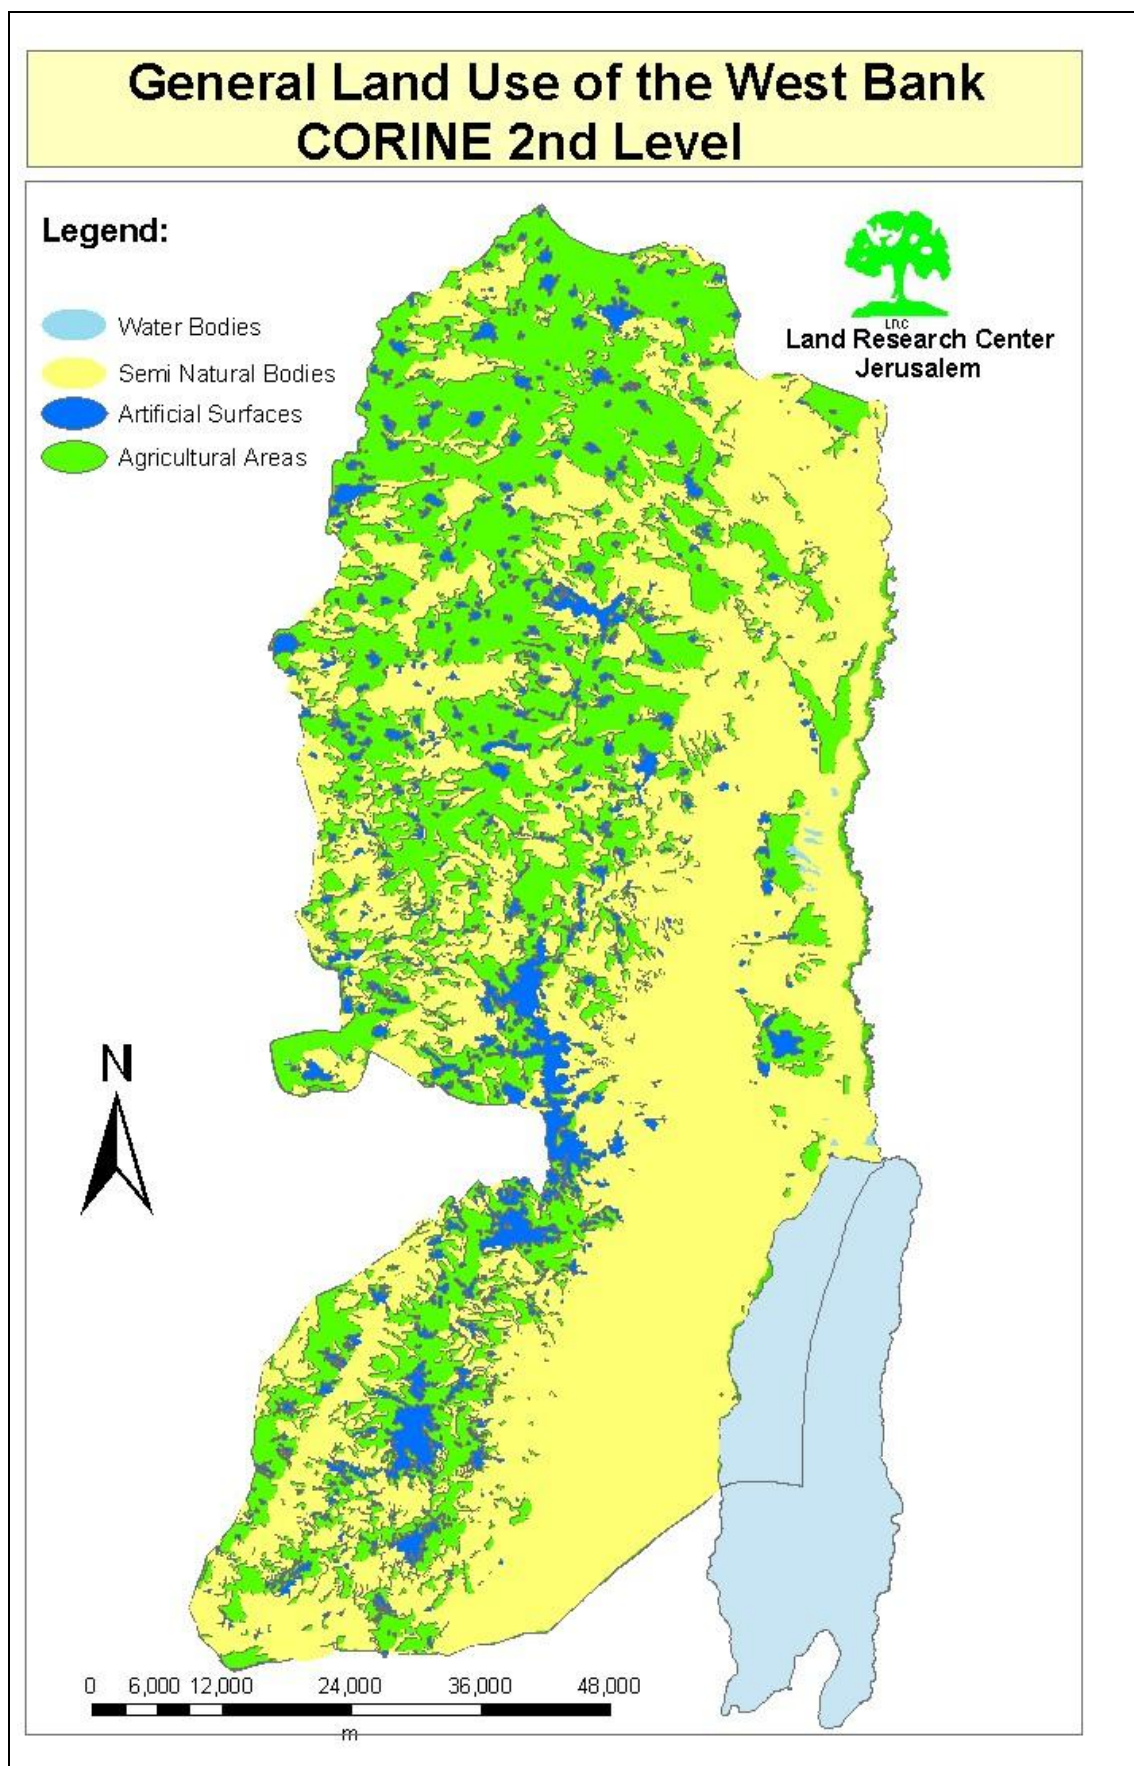 General Land Use of the West Bank
CORINE 2nd Level
Legend:
Water Bodies
Semi Natural Bodies
Artificial Surfaces
Agricultural Areas
LRC
Land Research Center
Jerusalem
N
0 6,000 12,000 24,000 36,000 48,000
m